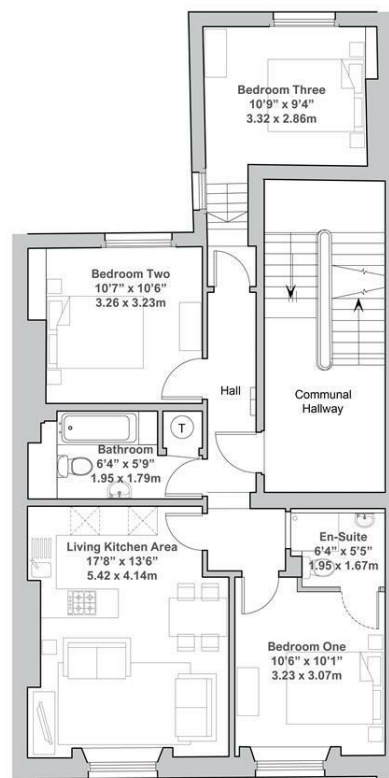 Bedroom Three
10'9" x 9'4"
3.32 x 2.86m
Bedroom Two
10'7" x 10'6"
3.26 x 3.23m
Hall
Communal
Hallway
Bathroom
6'4" x 5'9"
1.95 x 1.79m
T
Living Kitchen Area
17'8" x 13'6"
5.42 x 4.14m
En-Suite
6'4" x 5'5"
1.95 x 1.67m
Bedroom One
10'6" x 10'1"
3.23 x 3.07m